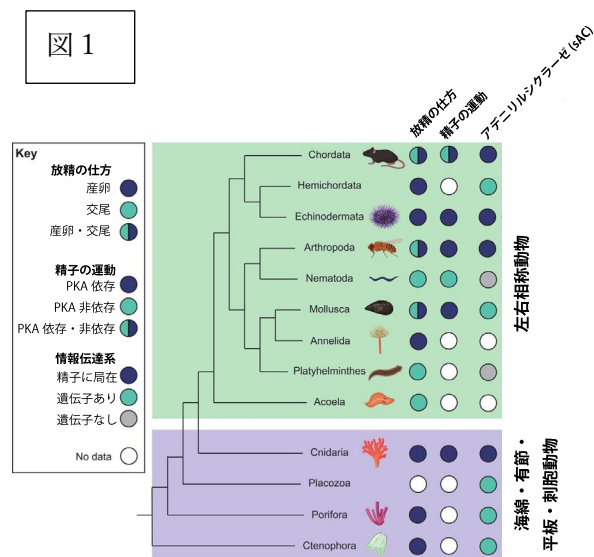 図1
放精の仕方
精子の運動
アデニリルシクラーゼ(sAC)
Key
放精の仕方
産卵
交尾
産卵・交尾
精子の運動
PKA 依存
PKA 非依存
PKA 依存・非依存
情報伝達系
精子に局在
遺伝子あり
遺伝子なし
No data
Chordata
Hemichordata
Echinodermata
Arthropoda
Nematoda
Mollusca
Annelida
Platyhelminthes
Acoela
Cnidaria
Placozoa
Porifora
Ctenophora
左右相称動物
海綿・有節・
平板・刺胞動物